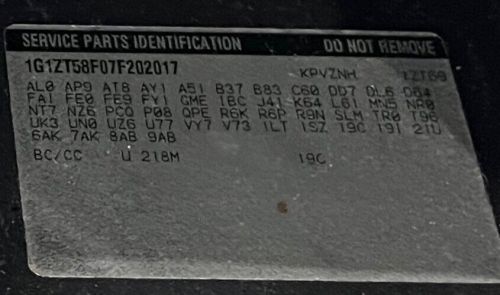 SERVICE PARTS IDENTIFICATION DO NOT REMOVE
1G1ZT58F07F202017 KPVZNH 1ZT69
AL0 AP9 AT8 AY1 A51 B37 B83 C60 DD7 DL6 D64
FA1 FE0 FE9 FY1 GME 1BC J41 K64 L61 MN5 NR0
NT7 NZ6 PCQ P08 QPE R6K R6P R9N SLM TR0 T96
UK3 UN0 UZ6 U77 VY7 V73 1LT 1SZ 19C 19I 21U
6AK 7AK 8AB 9AB
BC/CC U 218M 19C